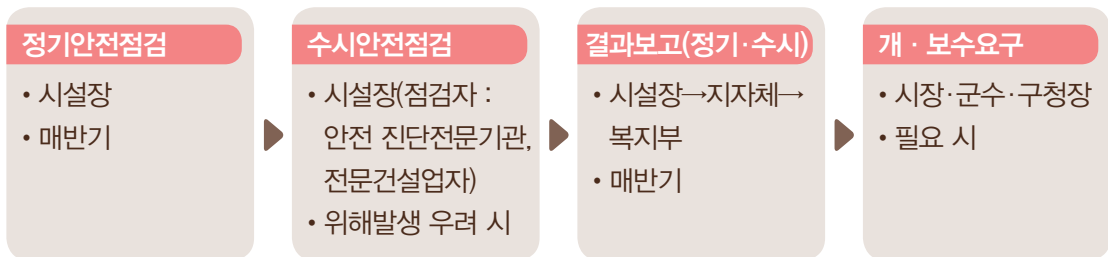 정기안전점검
• 시설장
• 매반기
수시안전점검
• 시설장(점검자 :
안전 진단전문기관,
전문건설업자)
• 위해발생 우려 시
결과보고(정기·수시)
• 시설장→지자체→
복지부
• 매반기
개 · 보수요구
• 시장·군수·구청장
• 필요 시